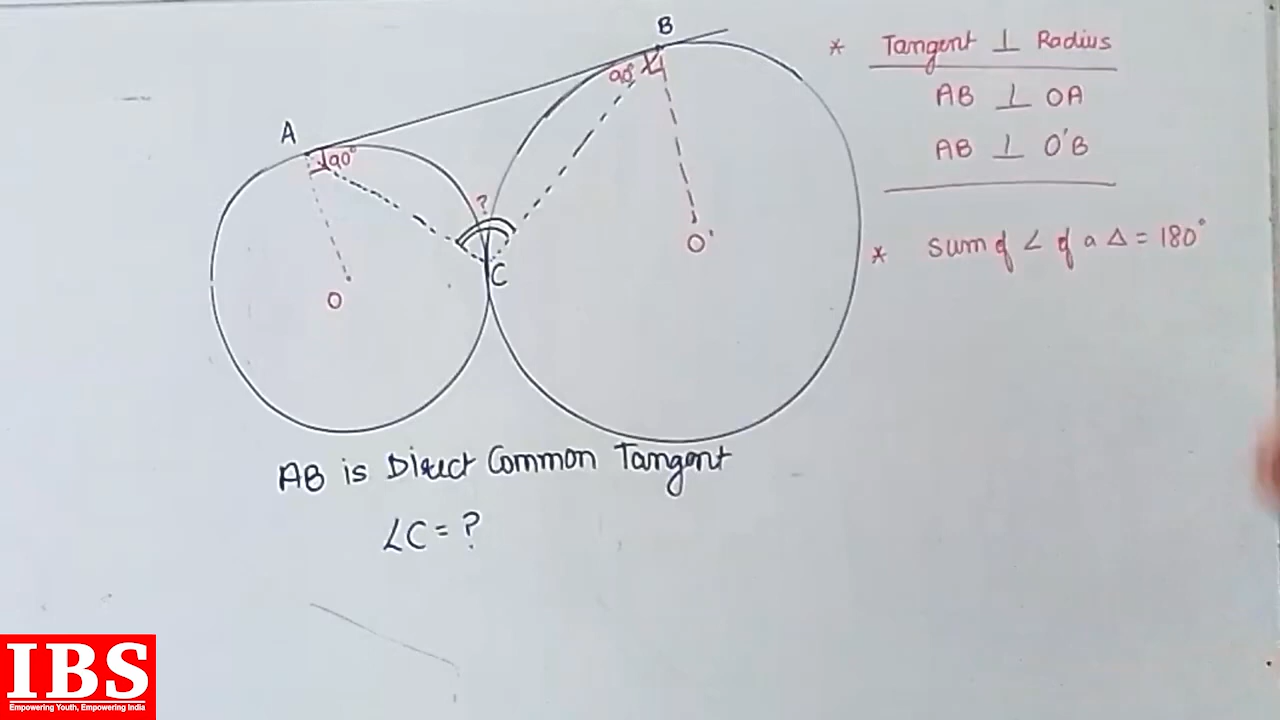 B
* Tangent ⊥ Radius
90°
AB ⊥ OA
A
90°
AB ⊥ O'B
?
O'
* Sum of ∠ of a Δ = 180°
C
O
AB is Direct Common Tangent
∠C = ?
IBS
Empowering Youth, Empowering India